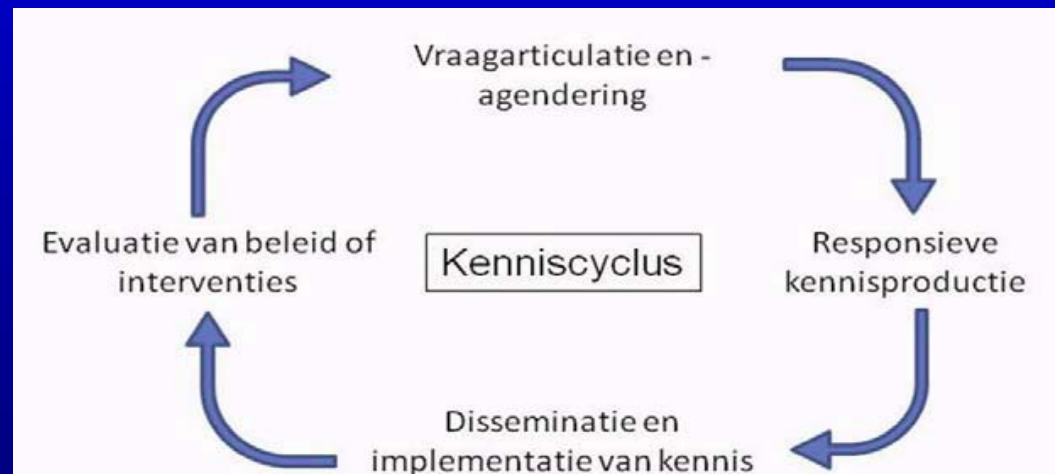 Vraagarticulatie en -
agendering
Evaluatie van beleid of
interventies
Kenniscyclus
Responsieve
kennisproductie
Disseminatie en
implementatie van kennis